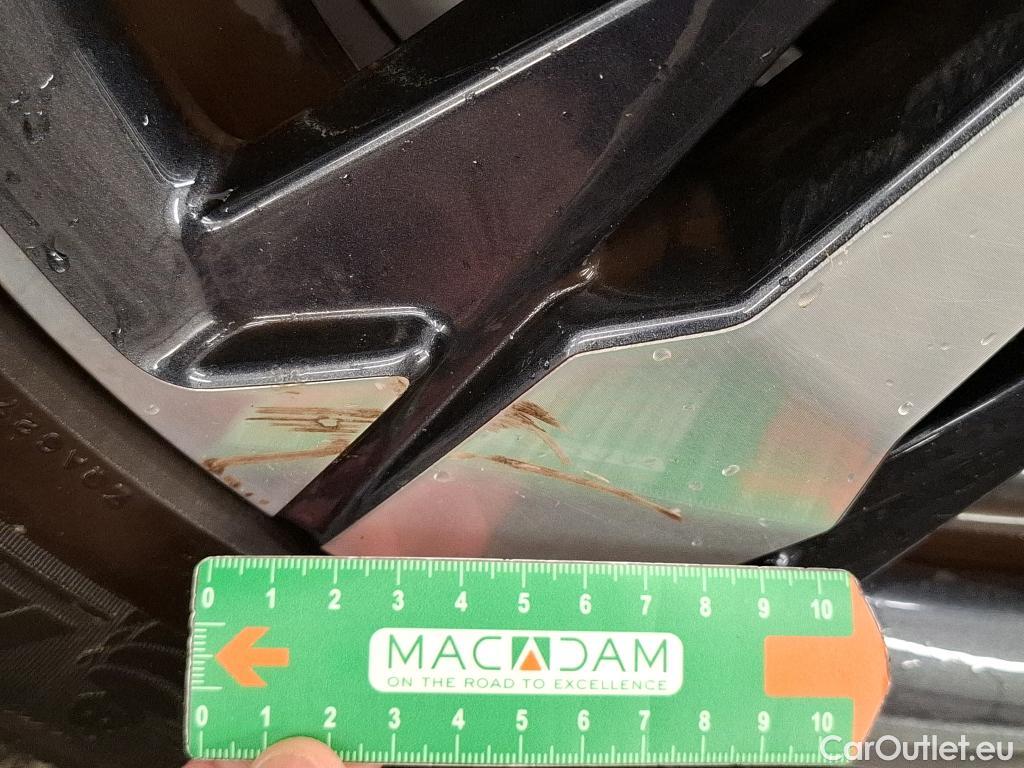 0 1 2 3 4 5 6 7 8 9 10
MACADAM
ON THE ROAD TO EXCELLENCE
0 1 2 3 4 5 6 7 8 9 10
CarOutlet.eu